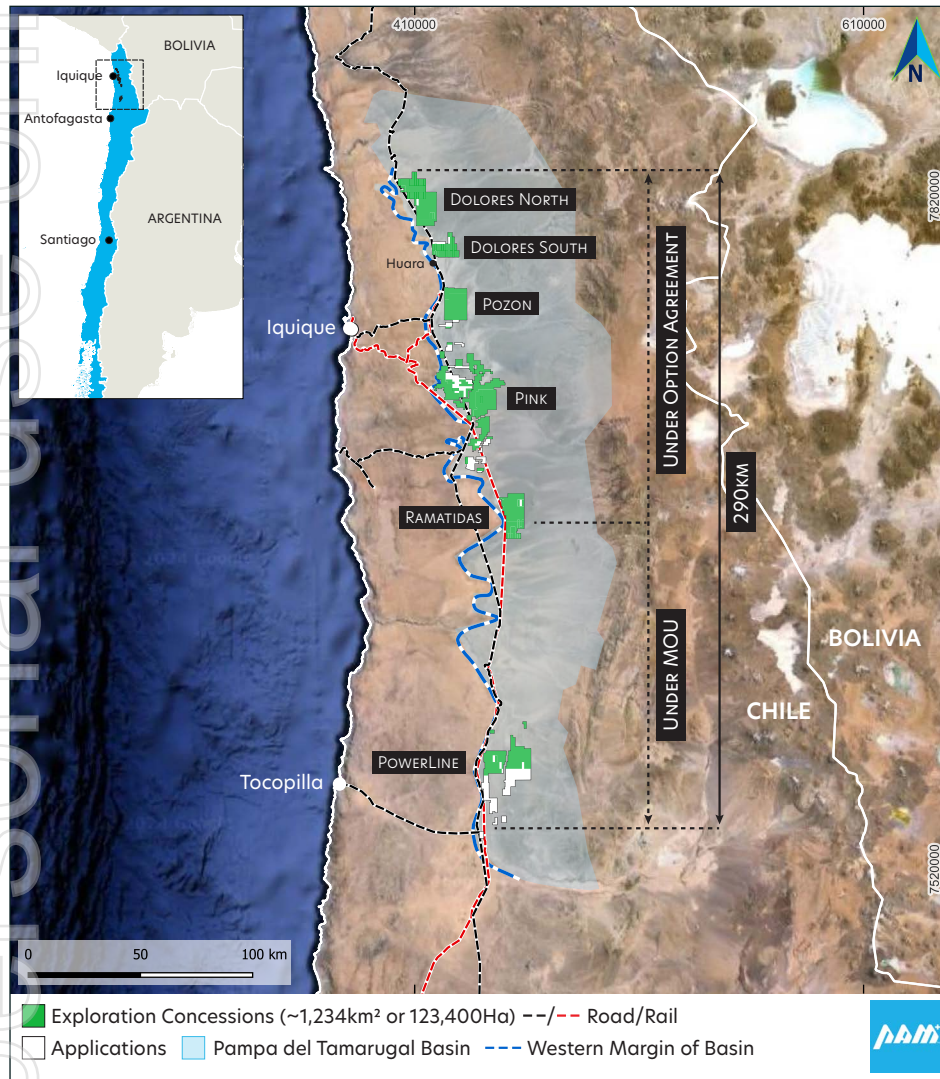 410000
610000
BOLIVIA
Iquique
Antofagasta
ARGENTINA
Santiago
N
7820000
DOLORES NORTH
DOLORES SOUTH
Huara
POZON
Iquique
UNDER OPTION AGREEMENT
PINK
290KM
RAMATIDAS
UNDER MOU
BOLIVIA
CHILE
POWERLINE
Tocopilla
7520000
0 50 100 km
Exploration Concessions (~1,234km² or 123,400Ha) --/-- Road/Rail
Applications Pampa del Tamarugal Basin --- Western Margin of Basin
PAM